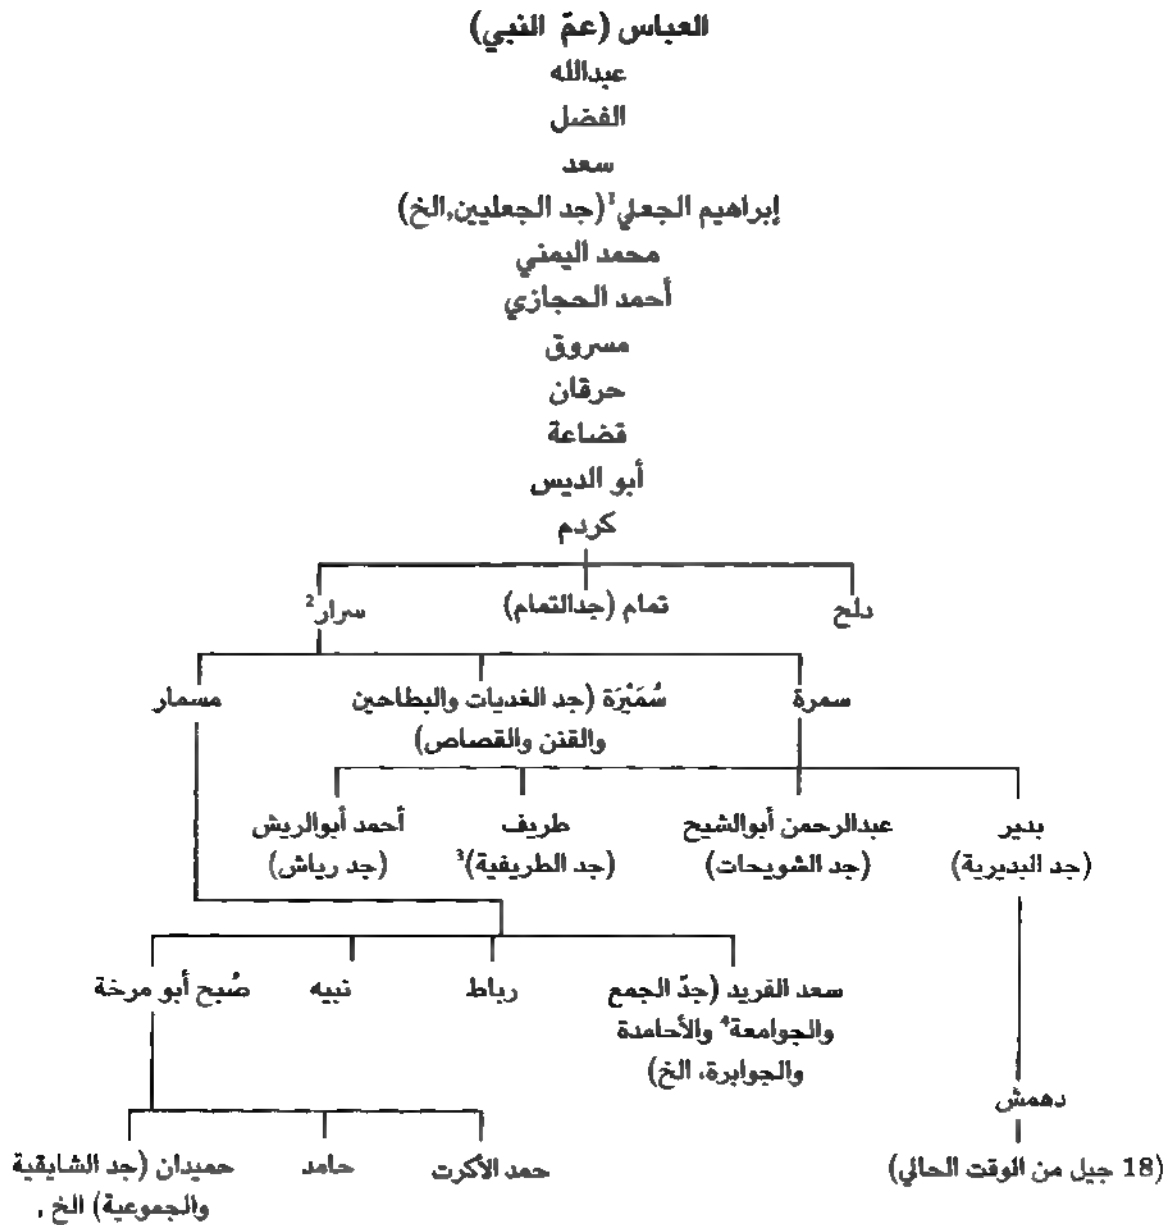 العباس (عمّ النبي)
عبدالله
الفضل
سعد
إبراهيم الجعلي¹(جد الجعليين,الخ)
محمد اليمني
أحمد الحجازي
مسروق
حرقان
قضاعة
أبو الديس
كردم
دلح
تمام (جدالتمام)
سرار²
سمرة
سُمَيْرَة (جد الغديات والبطاحين
والقنن والقصاص)
مسمار
بدير
(جد البديرية)
عبدالرحمن أبوالشيح
(جد الشويحات)
طريف
(جد الطريفية)³
أحمد أبوالريش
(جد رياش)
سعد الفريد (جدّ الجمع
والجوامعة⁴ والأحامدة
والجوابرة، الخ)
رباط
نبيه
صُبح أبو مرخة
دهمش
(18 جيل من الوقت الحالي)
حمد الأكرت
حامد
حميدان (جد الشايقية
والجموعية) الخ ,